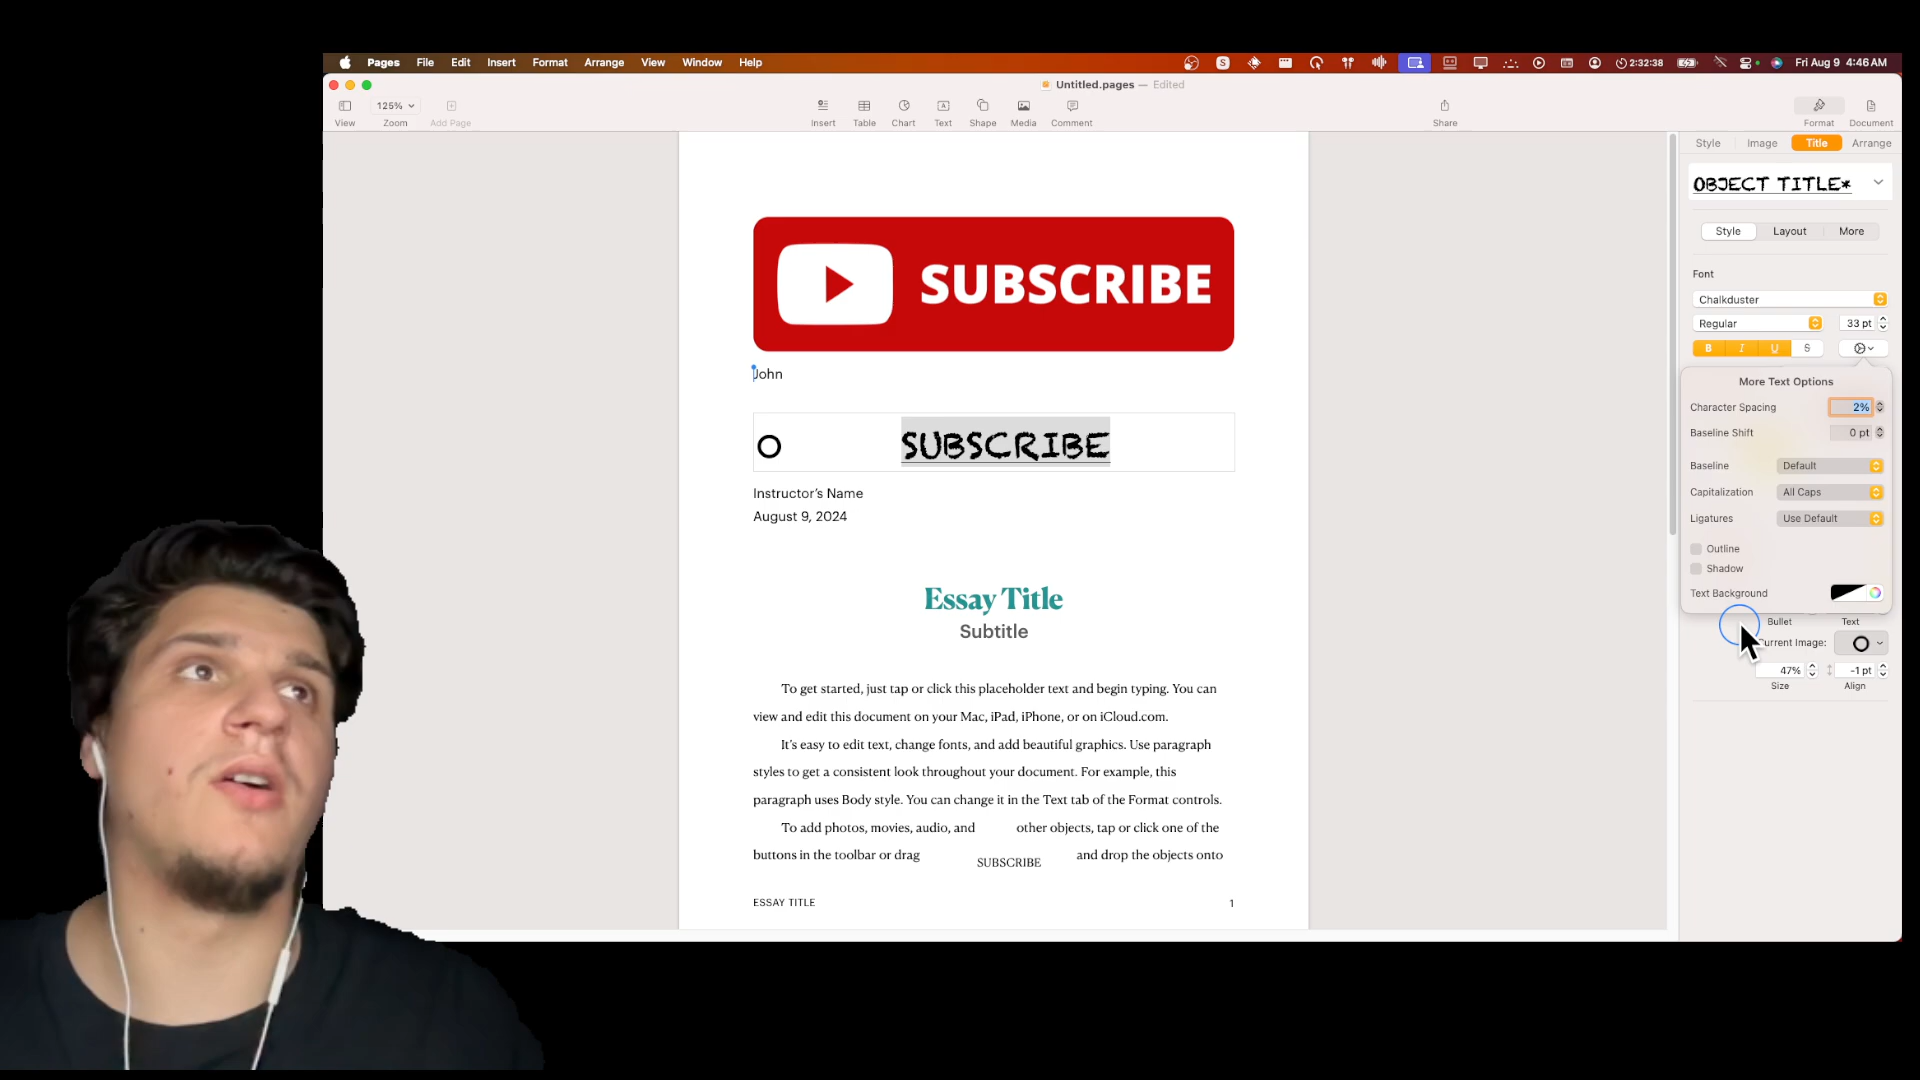 Pages File Edit Insert Format Arrange View Window Help
S 2:32:38 Fri Aug 9 4:46 AM
Untitled.pages — Edited
125%
View Zoom Add Page Insert Table Chart Text Shape Media Comment Share Format Document
Style Image Title Arrange
OBJECT TITLE*
Style Layout More
Font
Chalkduster
Regular 33 pt
B I U S
More Text Options
Character Spacing 2%
Baseline Shift 0 pt
Baseline Default
Capitalization All Caps
Ligatures Use Default
Outline
Shadow
Text Background
Bullet Text
urrent Image:
47% -1 pt
Size Align
SUBSCRIBE
John
SUBSCRIBE
Instructor’s Name
August 9, 2024
Essay Title
Subtitle
To get started, just tap or click this placeholder text and begin typing. You can
view and edit this document on your Mac, iPad, iPhone, or on iCloud.com.
It’s easy to edit text, change fonts, and add beautiful graphics. Use paragraph
styles to get a consistent look throughout your document. For example, this
paragraph uses Body style. You can change it in the Text tab of the Format controls.
To add photos, movies, audio, and other objects, tap or click one of the
buttons in the toolbar or drag and drop the objects onto
SUBSCRIBE
ESSAY TITLE 1